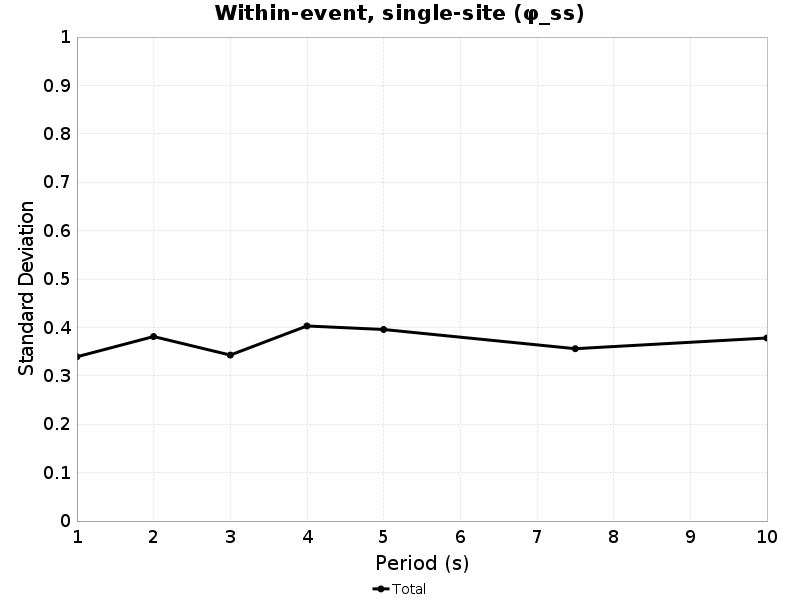 Within-event, single-site (φ_ss)
1
0.9
0.8
0.7
0.6
0.5
0.4
0.3
0.2
0.1
0
Standard Deviation
1 2 3 4 5 6 7 8 9 10
Period (s)
Total